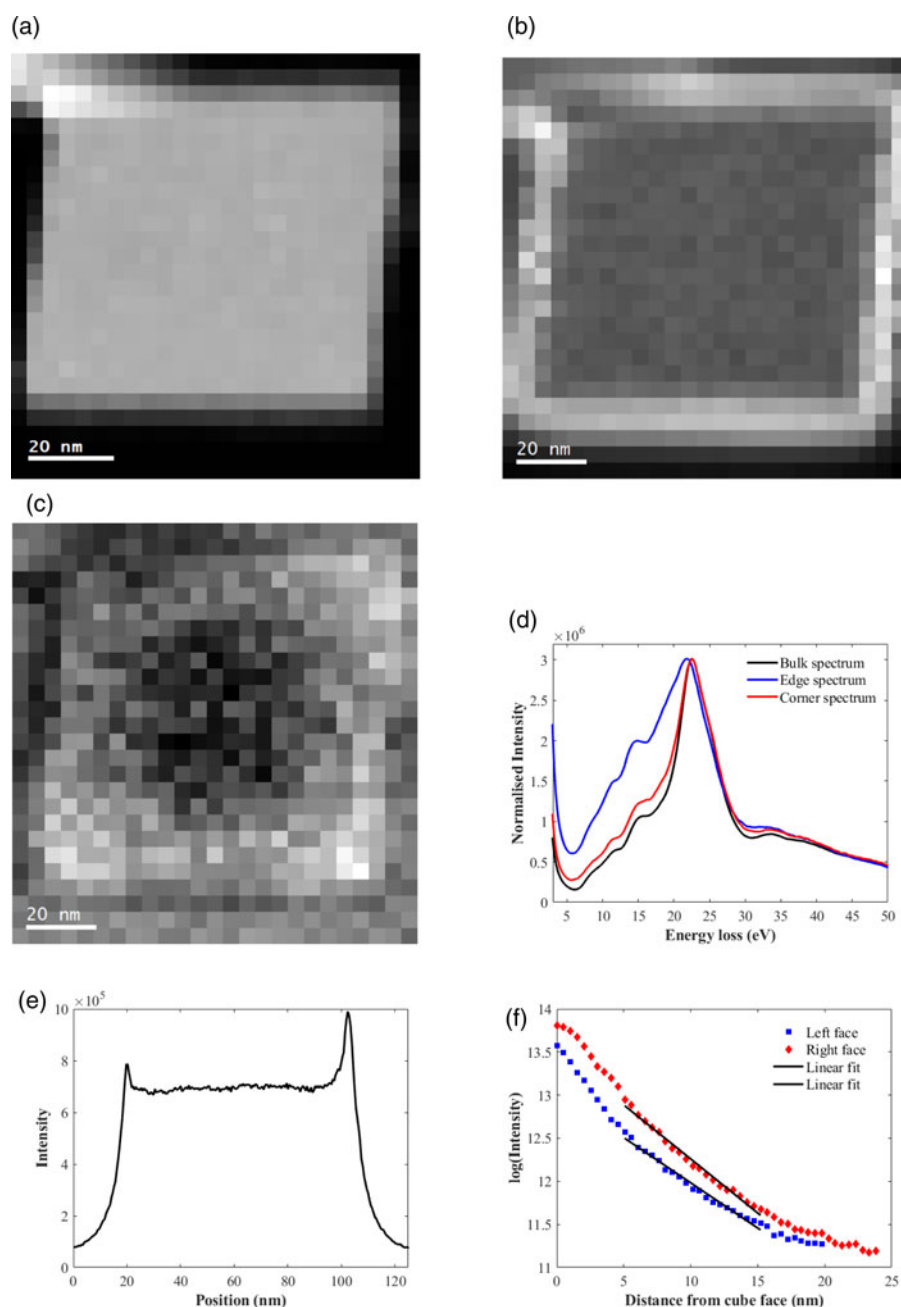 (a)
(b)
20 nm
20 nm
(c)
20 nm
(d)
×10⁶
3
2.5
2
1.5
1
0.5
0
Normalised Intensity
Bulk spectrum
Edge spectrum
Corner spectrum
5 10 15 20 25 30 35 40 45 50
Energy loss (eV)
(e)
×10⁵
10
8
6
4
2
0
Intensity
0 20 40 60 80 100 120
Position (nm)
(f)
14
13.5
13
12.5
12
11.5
11
log(Intensity)
Left face
Right face
Linear fit
Linear fit
0 5 10 15 20 25
Distance from cube face (nm)